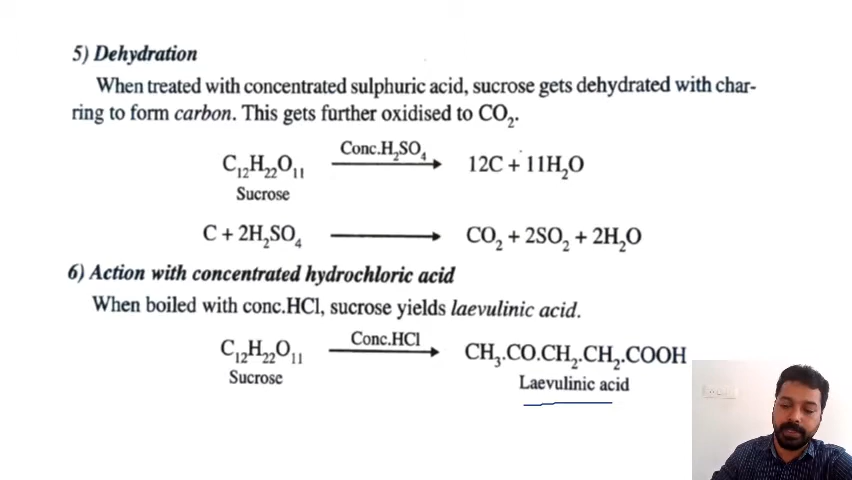 5) Dehydration
When treated with concentrated sulphuric acid, sucrose gets dehydrated with char-
ring to form carbon. This gets further oxidised to CO₂.
C₁₂H₂₂O₁₁ Conc.H₂SO₄ → 12C + 11H₂O
Sucrose
C + 2H₂SO₄ → CO₂ + 2SO₂ + 2H₂O
6) Action with concentrated hydrochloric acid
When boiled with conc.HCl, sucrose yields laevulinic acid.
C₁₂H₂₂O₁₁ Conc.HCl → CH₃.CO.CH₂.CH₂.COOH
Sucrose Laevulinic acid